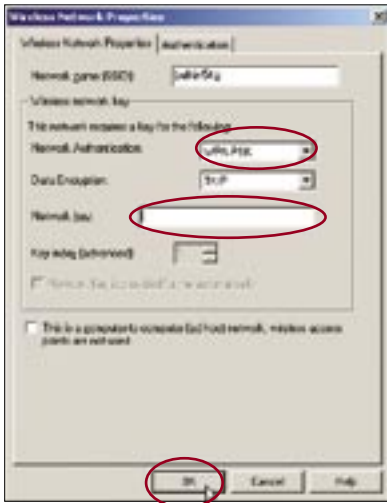 Wireless Network Properties
Wireless Network Properties Authentication
Network name (SSID):
Wireless network key
This network requires a key for the following:
Network Authentication:
WPA-PSK
Data Encryption:
TKIP
Network key:
Key index (advanced):
This is a computer-to-computer (ad hoc) network; wireless access
points are not used
OK Cancel Help